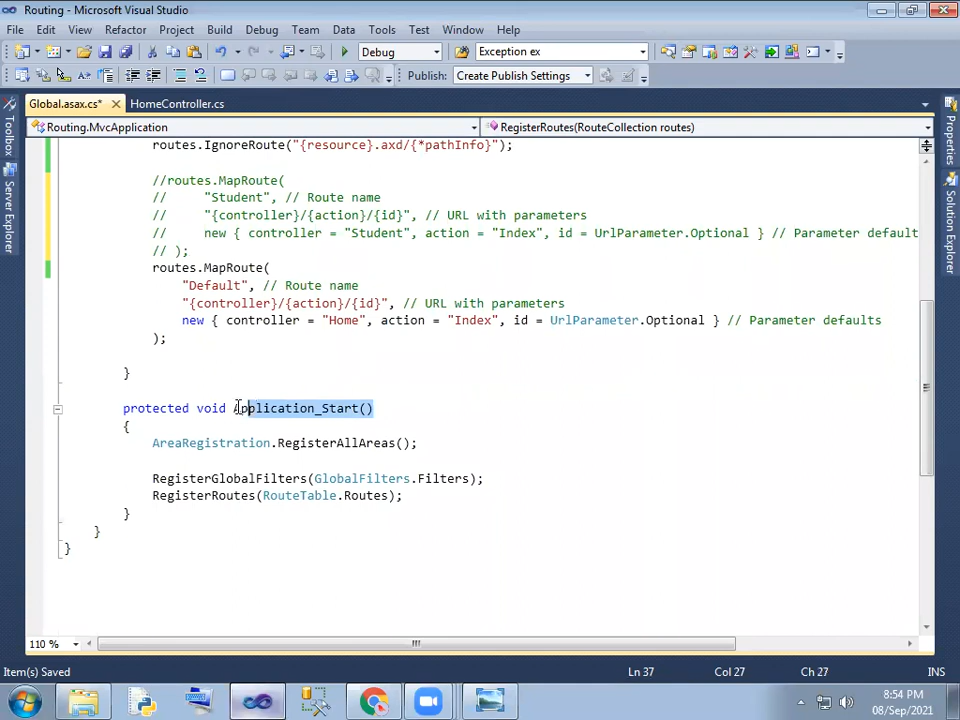 Routing - Microsoft Visual Studio
File Edit View Refactor Project Build Debug Team Data Tools Test Window Help
Debug Exception ex
Publish: Create Publish Settings
Global.asax.cs* HomeController.cs
Routing.MvcApplication RegisterRoutes(RouteCollection routes)
Toolbox
Server Explorer
Properties
Solution Explorer
routes.IgnoreRoute("{resource}.axd/{*pathInfo}");
//routes.MapRoute(
// "Student", // Route name
// "{controller}/{action}/{id}", // URL with parameters
// new { controller = "Student", action = "Index", id = UrlParameter.Optional } // Parameter default
// );
routes.MapRoute(
"Default", // Route name
"{controller}/{action}/{id}", // URL with parameters
new { controller = "Home", action = "Index", id = UrlParameter.Optional } // Parameter defaults
);
}
protected void Application_Start()
{
AreaRegistration.RegisterAllAreas();
RegisterGlobalFilters(GlobalFilters.Filters);
RegisterRoutes(RouteTable.Routes);
}
}
}
110 %
Item(s) Saved Ln 37 Col 27 Ch 27 INS
8:54 PM
08/Sep/2021